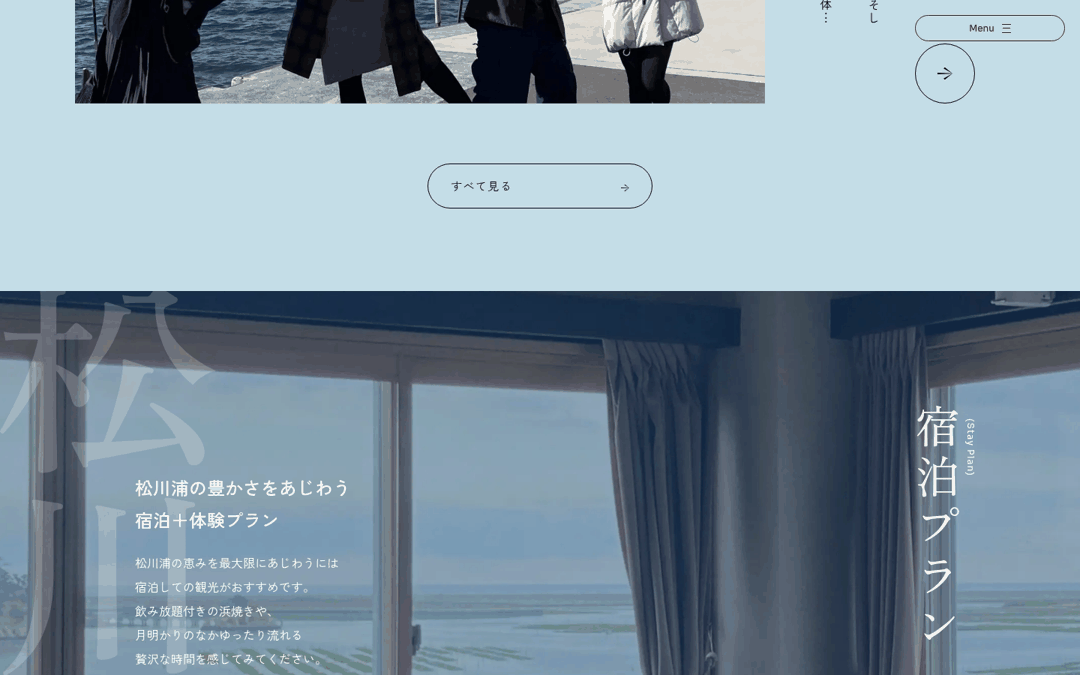 そし
体…
Menu
すべて見る
松川
宿泊プラン
(Stay Plan)
松川浦の豊かさをあじわう
宿泊＋体験プラン
松川浦の恵みを最大限にあじわうには
宿泊しての観光がおすすめです。
飲み放題付きの浜焼きや、
月明かりのなかゆったり流れる
贅沢な時間を感じてみてください。